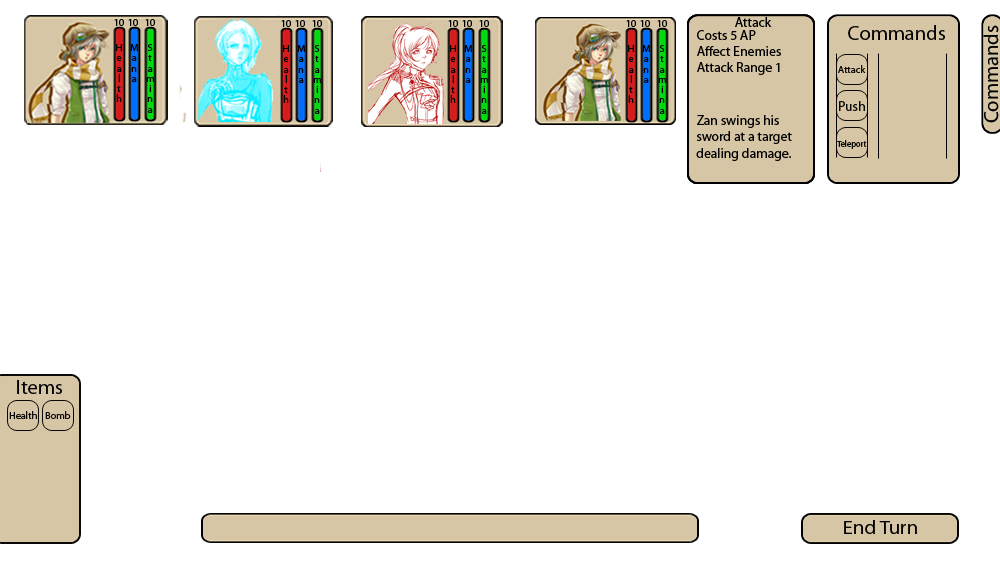 10 10 10
Health Mana Stamina
10 10 10
Health Mana Stamina
10 10 10
Health Mana Stamina
10 10 10
Health Mana Stamina
Attack
Costs 5 AP
Affect Enemies
Attack Range 1
Zan swings his
sword at a target
dealing damage.
Commands
Attack
Push
Teleport
Commands
Items
Health Bomb
End Turn